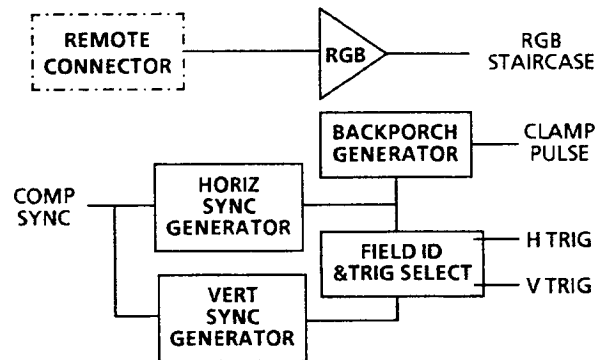 REMOTE
CONNECTOR
RGB
RGB
STAIRCASE
BACKPORCH
GENERATOR
CLAMP
PULSE
COMP
SYNC
HORIZ
SYNC
GENERATOR
FIELD ID
&TRIG SELECT
H TRIG
V TRIG
VERT
SYNC
GENERATOR